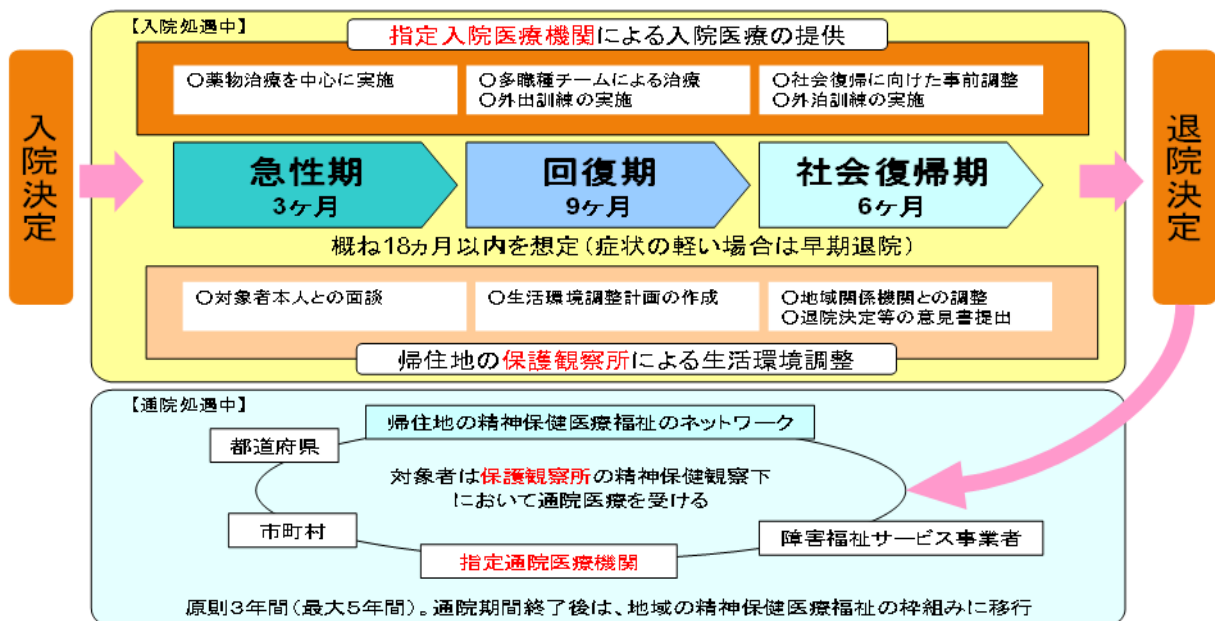 【入院処遇中】
指定入院医療機関による入院医療の提供
〇薬物治療を中心に実施
〇多職種チームによる治療
〇外出訓練の実施
〇社会復帰に向けた事前調整
〇外泊訓練の実施
入院決定
急性期
3ヶ月
回復期
9ヶ月
社会復帰期
6ヶ月
退院決定
概ね18ヵ月以内を想定(症状の軽い場合は早期退院)
〇対象者本人との面談
〇生活環境調整計画の作成
〇地域関係機関との調整
〇退院決定等の意見書提出
帰住地の保護観察所による生活環境調整
【通院処遇中】
帰住地の精神保健医療福祉のネットワーク
都道府県
対象者は保護観察所の精神保健観察下
において通院医療を受ける
市町村
障害福祉サービス事業者
指定通院医療機関
原則3年間(最大5年間)。通院期間終了後は、地域の精神保健医療福祉の枠組みに移行